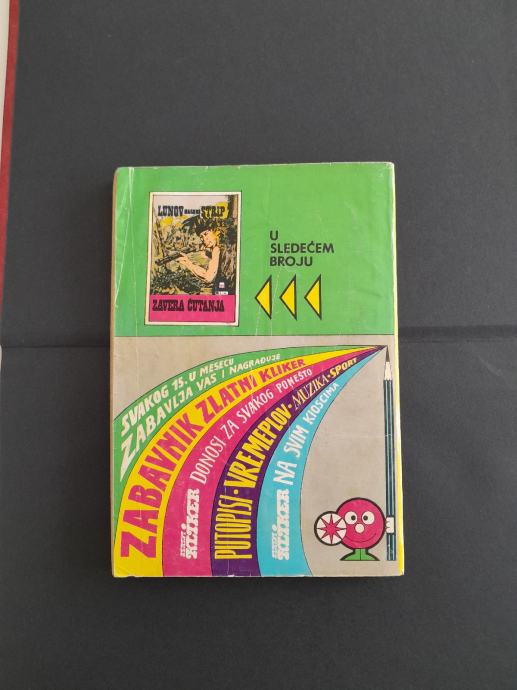 LUNOV MAGNUS STRIP
ZAVERA ĆUTANJA
U
SLEDEĆEM
BROJU
SVAKOG 15. U MESECU
ZABAVLJA VAS I NAGRAĐUJE
ZABAVNIK ZLATNI KLIKER
KLIKER DONOSI ZA SVAKOG PONEŠTO
PUTOPISI • VREMEPLOV • MUZIKA • SPORT
KLIKER NA SVIM KIOSCIMA